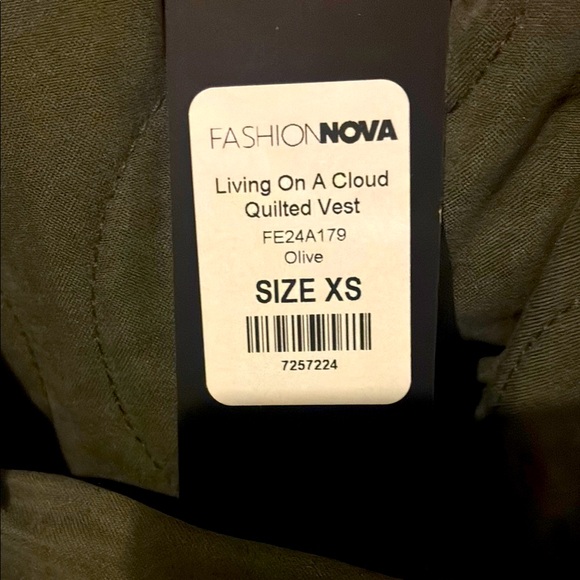 FASHIONNOVA
Living On A Cloud
Quilted Vest
FE24A179
Olive
SIZE XS
7257224